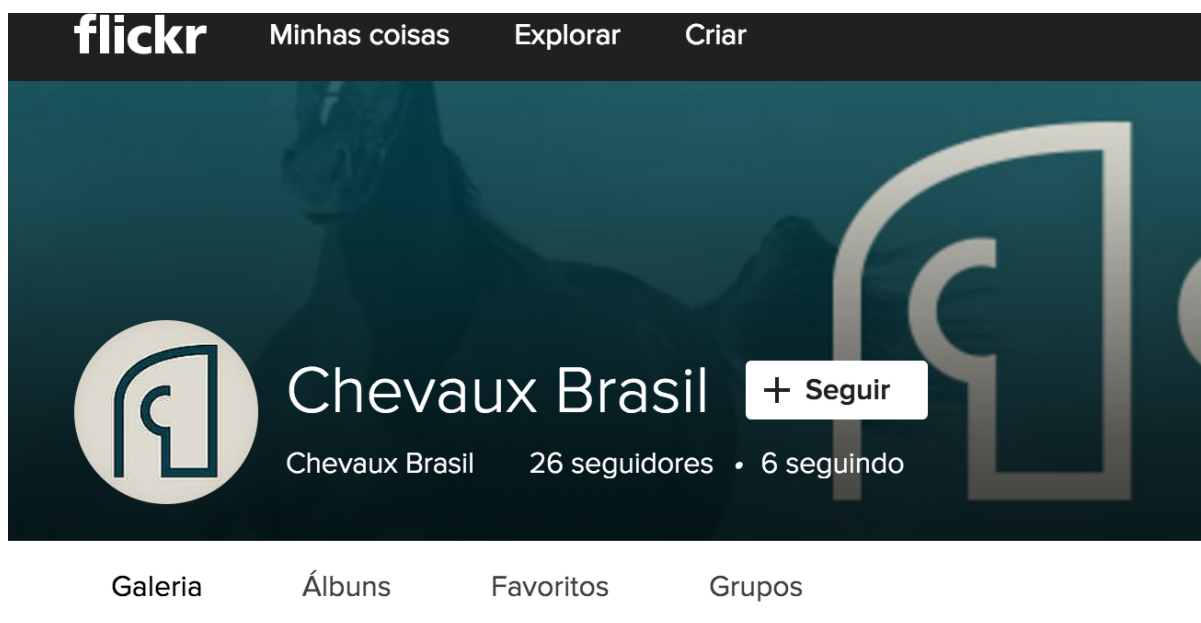 flickr Minhas coisas Explorar Criar
Chevaux Brasil + Seguir
Chevaux Brasil 26 seguidores • 6 seguindo
Galeria Álbuns Favoritos Grupos